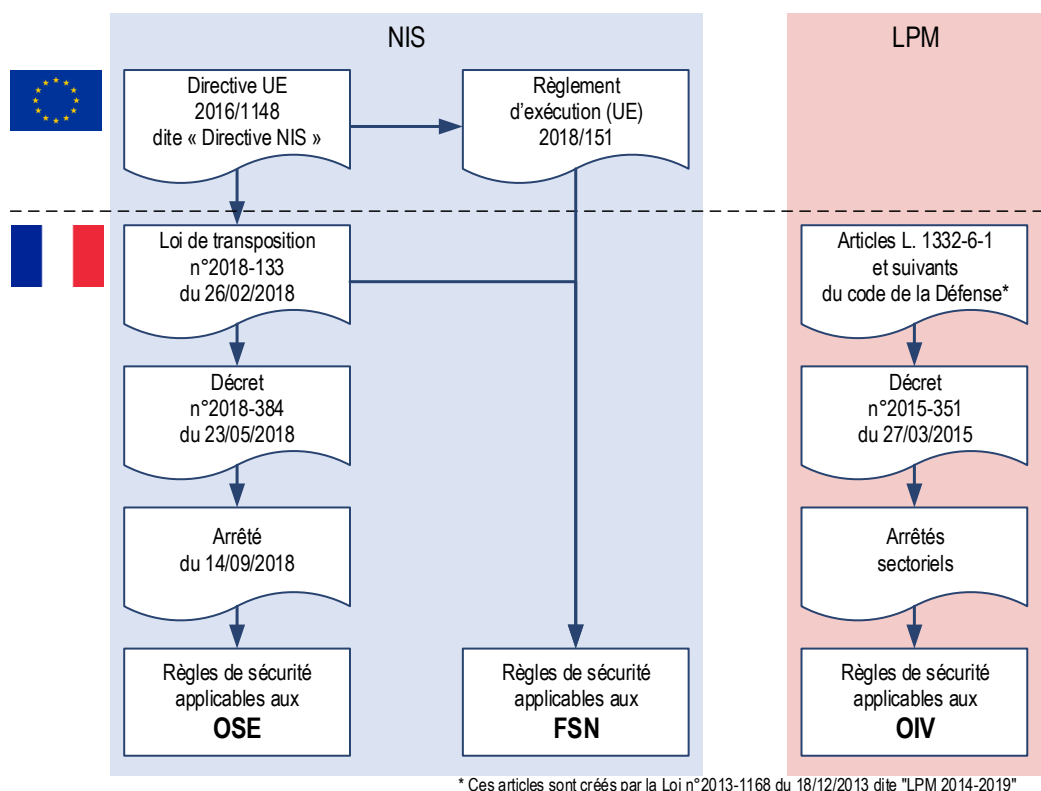 NIS
LPM
Directive UE
2016/1148
dite « Directive NIS »
Règlement
d'exécution (UE)
2018/151
Loi de transposition
n°2018-133
du 26/02/2018
Articles L. 1332-6-1
et suivants
du code de la Défense*
Décret
n°2018-384
du 23/05/2018
Décret
n°2015-351
du 27/03/2015
Arrêté
du 14/09/2018
Arrêtés
sectoriels
Règles de sécurité
applicables aux
OSE
Règles de sécurité
applicables aux
FSN
Règles de sécurité
applicables aux
OIV
* Ces articles sont créés par la Loi n°2013-1168 du 18/12/2013 dite "LPM 2014-2019"